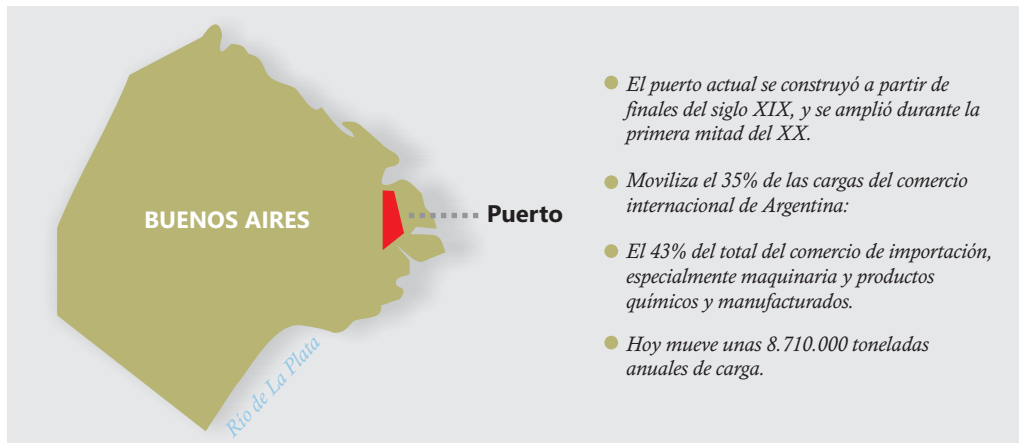 BUENOS AIRES
Puerto
Río de La Plata
El puerto actual se construyó a partir de
finales del siglo XIX, y se amplió durante la
primera mitad del XX.
Moviliza el 35% de las cargas del comercio
internacional de Argentina:
El 43% del total del comercio de importación,
especialmente maquinaria y productos
químicos y manufacturados.
Hoy mueve unas 8.710.000 toneladas
anuales de carga.